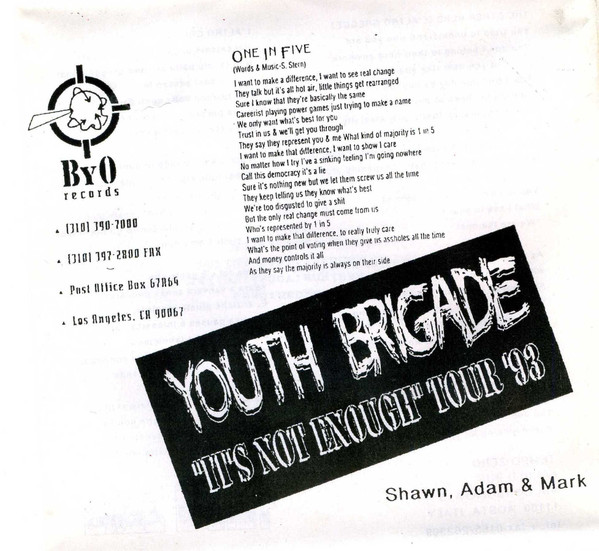 ONE IN FIVE
(Words & Music-S. Stern)
I want to make a difference, I want to see real change
They talk but it's all hot air, little things get rearranged
Sure I know that they're basically the same
Careerist playing power games just trying to make a name
We only want what's best for you
Trust in us & we'll get you through
They say they represent you & me What kind of majority is 1 in 5
I want to make that difference, I want to show I care
No matter how I try I've a sinking feeling I'm going nowhere
Call this democracy it's a lie
Sure it's nothing new but we let them screw us all the time
They keep telling us they know what's best
We're too disgusted to give a shit
But the only real change must come from us
Who's represented by 1 in 5
I want to make that difference, to really truly care
What's the point of voting when they give us assholes all the time
And money controls it all
As they say the majority is always on their side
ByO
records
(310) 390-7000
(310) 397-2800 FAX
Post Office Box 67A64
Los Angeles, CA 90067
YOUTH BRIGADE
"IT'S NOT ENOUGH" TOUR '93
Shawn, Adam & Mark